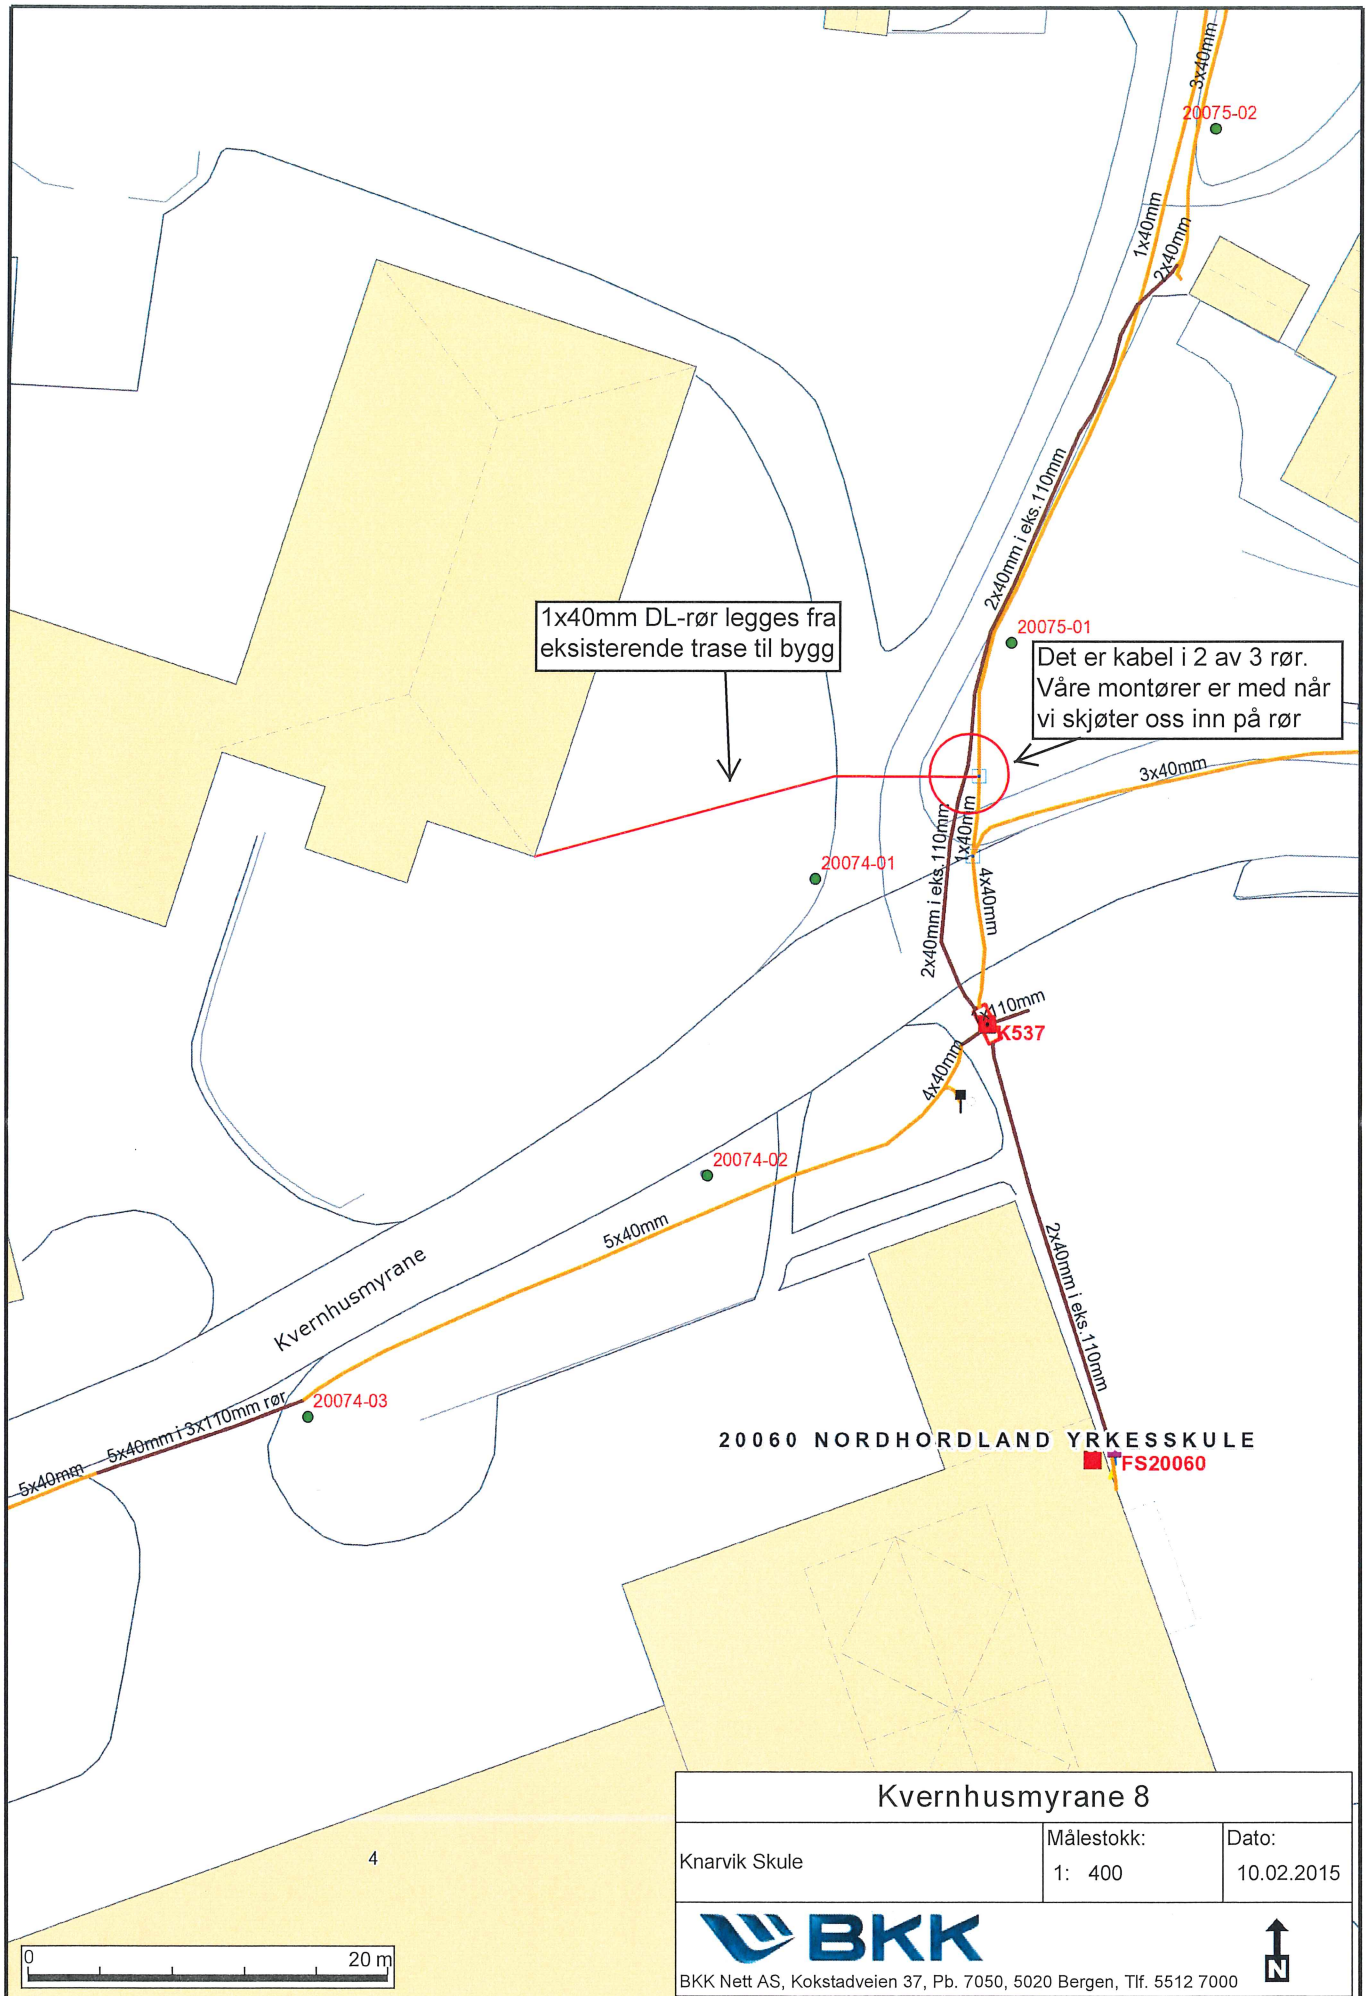 3x40mm
20075-02
1x40mm
2x40mm
2x40mm i eks.110mm
1x40mm DL-rør legges fra
eksisterende trase til bygg
20075-01
Det er kabel i 2 av 3 rør.
Våre montører er med når
vi skjøter oss inn på rør
3x40mm
1x40mm
2x40mm i eks.110mm
20074-01
4x40mm
x110mm
K537
4x40mm
20074-02
5x40mm
2x40mm i eks.110mm
Kvernhusmyrane
20074-03
5x40mm i 3x110mm rør
5x40mm
20060 NORDHORDLAND YRKESSKULE
FS20060
4
Kvernhusmyrane 8
Knarvik Skule
Målestokk:
1: 400
Dato:
10.02.2015
BKK
BKK Nett AS, Kokstadveien 37, Pb. 7050, 5020 Bergen, Tlf. 5512 7000
N
0
20 m